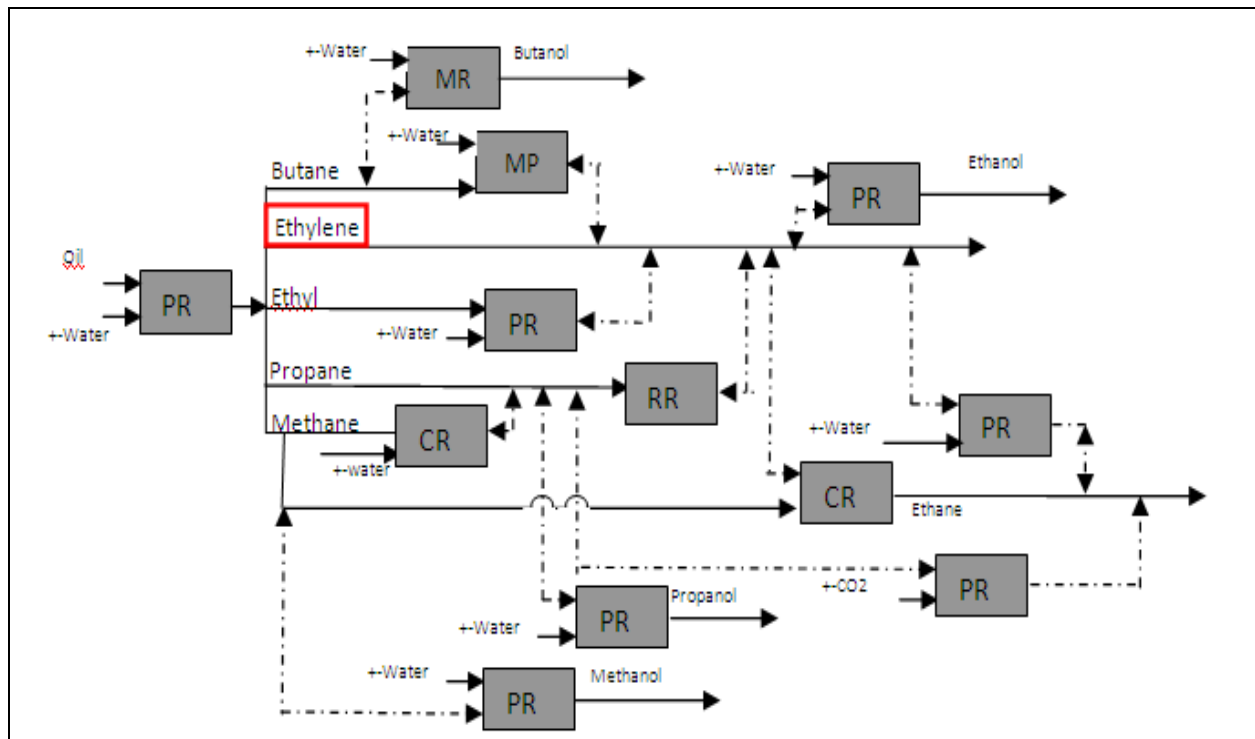 +-Water
Butanol
MR
+-Water
MP
Butane
+-Water
Ethanol
PR
Ethylene
Oil
PR
+-Water
Ethyl
PR
+-Water
Propane
RR
Methane
CR
+-water
+-Water
PR
CR
Ethane
+-CO2
PR
Propanol
+-Water
PR
+-Water
Methanol
PR